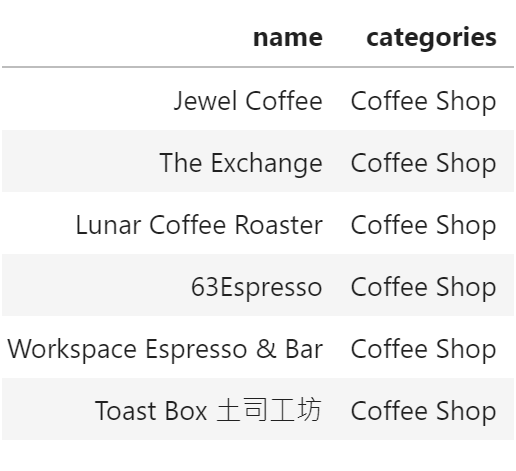 name categories
Jewel Coffee Coffee Shop
The Exchange Coffee Shop
Lunar Coffee Roaster Coffee Shop
63Espresso Coffee Shop
Workspace Espresso & Bar Coffee Shop
Toast Box 土司工坊 Coffee Shop